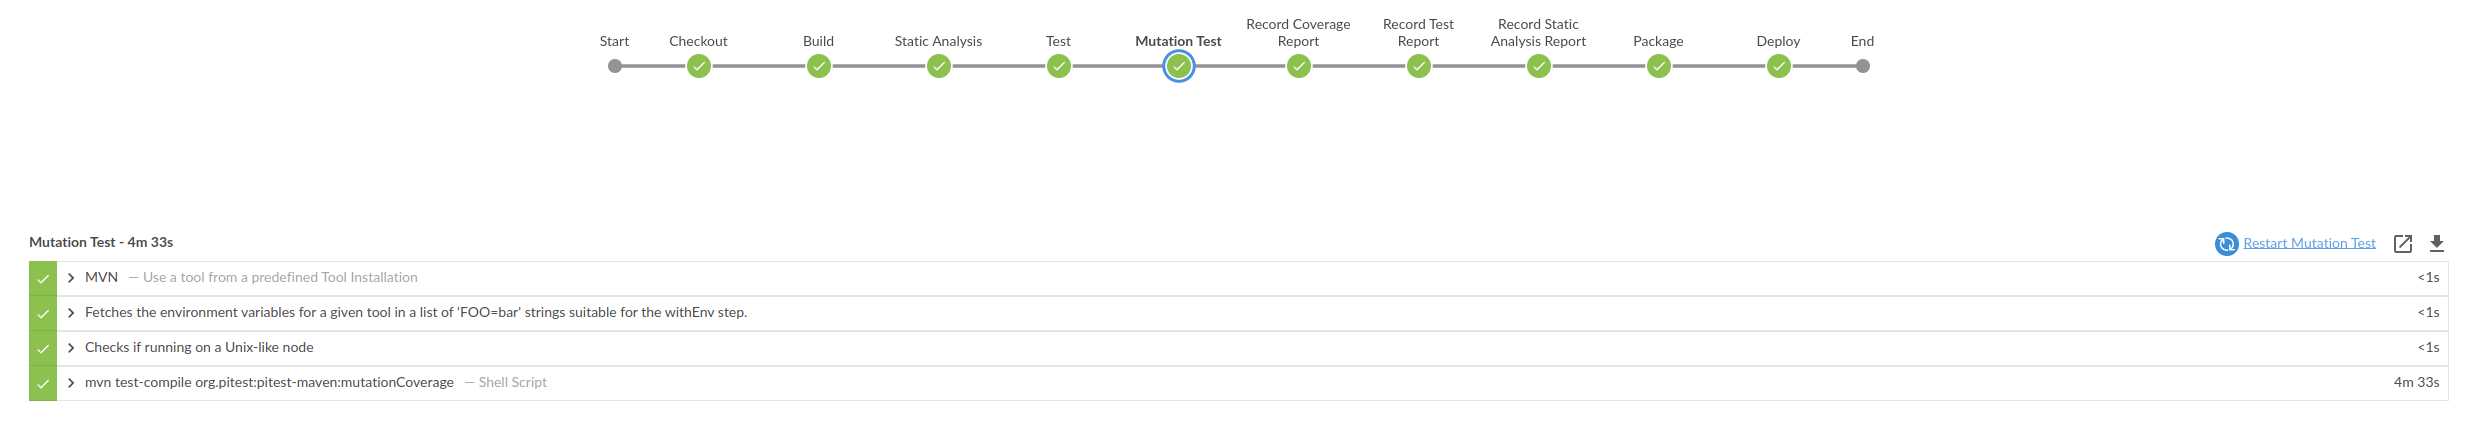 Start
Checkout
Build
Static Analysis
Test
Mutation Test
Record Coverage
Report
Record Test
Report
Record Static
Analysis Report
Package
Deploy
End
Mutation Test - 4m 33s
Restart Mutation Test
MVN — Use a tool from a predefined Tool Installation <1s
Fetches the environment variables for a given tool in a list of 'FOO=bar' strings suitable for the withEnv step. <1s
Checks if running on a Unix-like node <1s
mvn test-compile org.pitest:pitest-maven:mutationCoverage — Shell Script 4m 33s